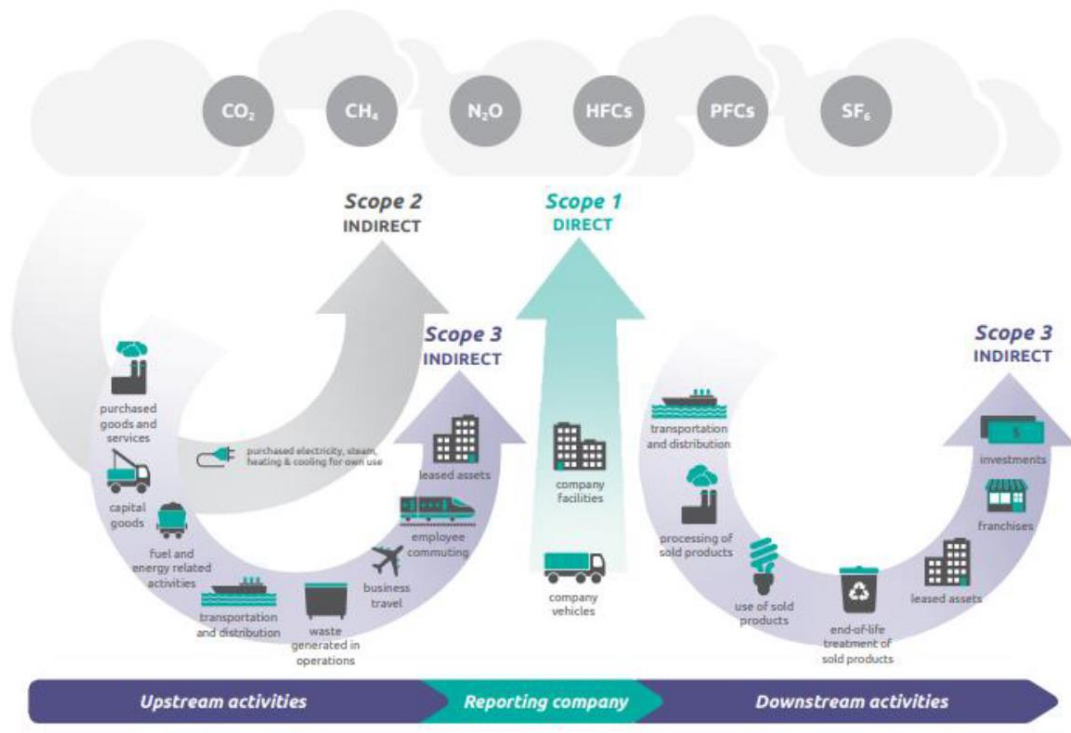 CO₂
CH₄
N₂O
HFCs
PFCs
SF₆
Scope 2
INDIRECT
Scope 1
DIRECT
Scope 3
INDIRECT
Scope 3
INDIRECT
purchased
goods and
services
capital
goods
fuel and
energy related
activities
transportation
and distribution
waste
generated in
operations
business
travel
employee
commuting
leased assets
purchased electricity, steam,
heating & cooling for own use
company
facilities
company
vehicles
transportation
and distribution
processing of
sold products
use of sold
products
end-of-life
treatment of
sold products
leased assets
franchises
$
investments
Upstream activities
Reporting company
Downstream activities